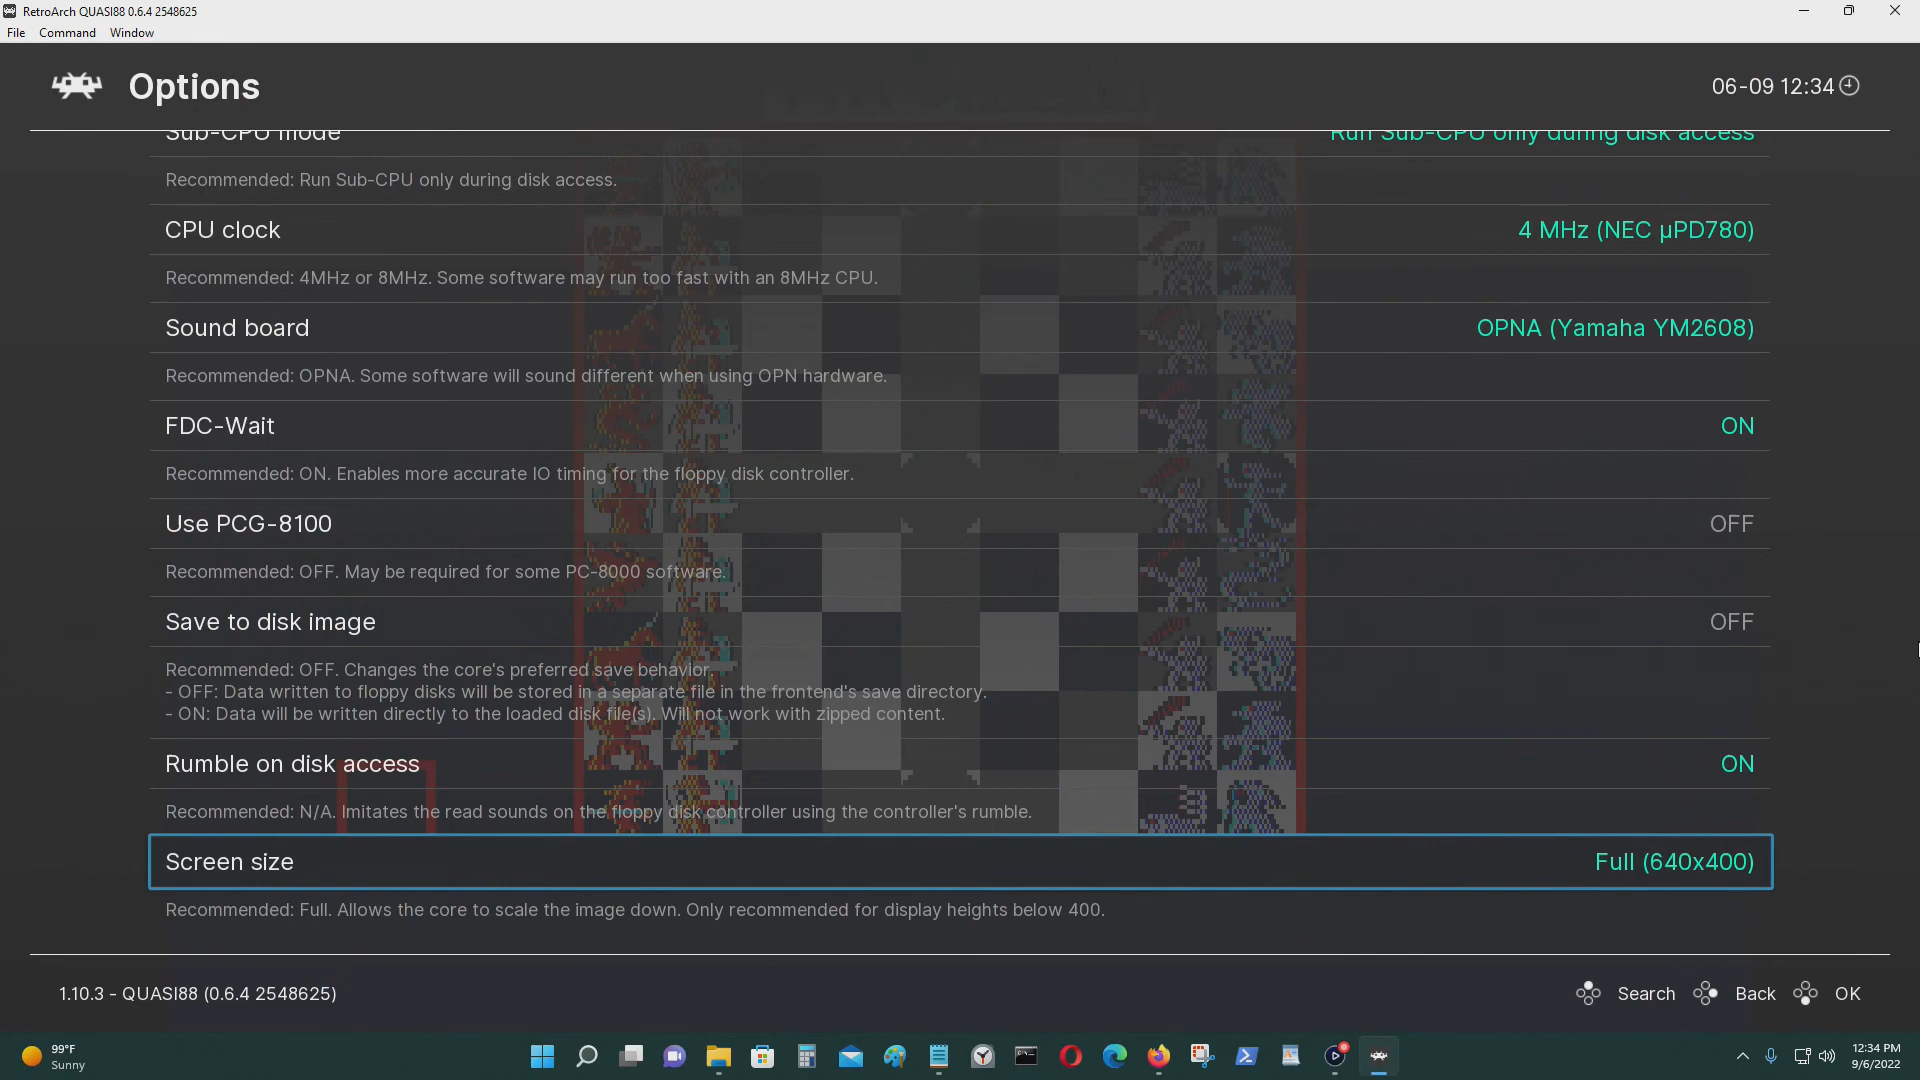 RetroArch QUASI88 0.6.4 2548625
File Command Window
Options
06-09 12:34
Sub-CPU mode Run Sub-CPU only during disk access
Recommended: Run Sub-CPU only during disk access.
CPU clock 4 MHz (NEC µPD780)
Recommended: 4MHz or 8MHz. Some software may run too fast with an 8MHz CPU.
Sound board OPNA (Yamaha YM2608)
Recommended: OPNA. Some software will sound different when using OPN hardware.
FDC-Wait ON
Recommended: ON. Enables more accurate IO timing for the floppy disk controller.
Use PCG-8100 OFF
Recommended: OFF. May be required for some PC-8000 software.
Save to disk image OFF
Recommended: OFF. Changes the core's preferred save behavior.
- OFF: Data written to floppy disks will be stored in a separate file in the frontend's save directory.
- ON: Data will be written directly to the loaded disk file(s). Will not work with zipped content.
Rumble on disk access ON
Recommended: N/A. Imitates the read sounds on the floppy disk controller using the controller's rumble.
Screen size Full (640x400)
Recommended: Full. Allows the core to scale the image down. Only recommended for display heights below 400.
1.10.3 - QUASI88 (0.6.4 2548625)
Search Back OK
99°F
Sunny
12:34 PM
9/6/2022